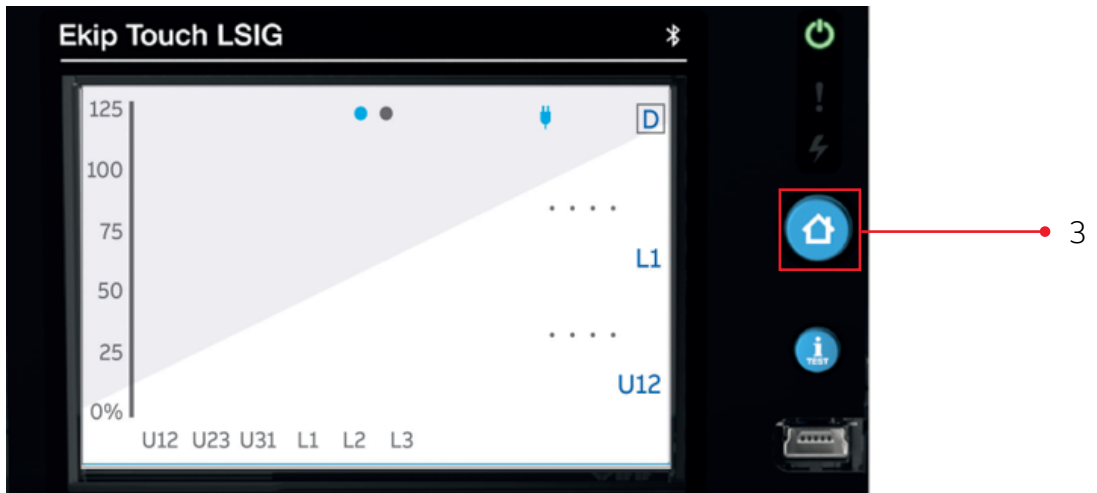 Ekip Touch LSIG
125
D
100
. . . .
75
L1
3
50
. . . .
25
i
TEST
U12
0%
U12 U23 U31 L1 L2 L3